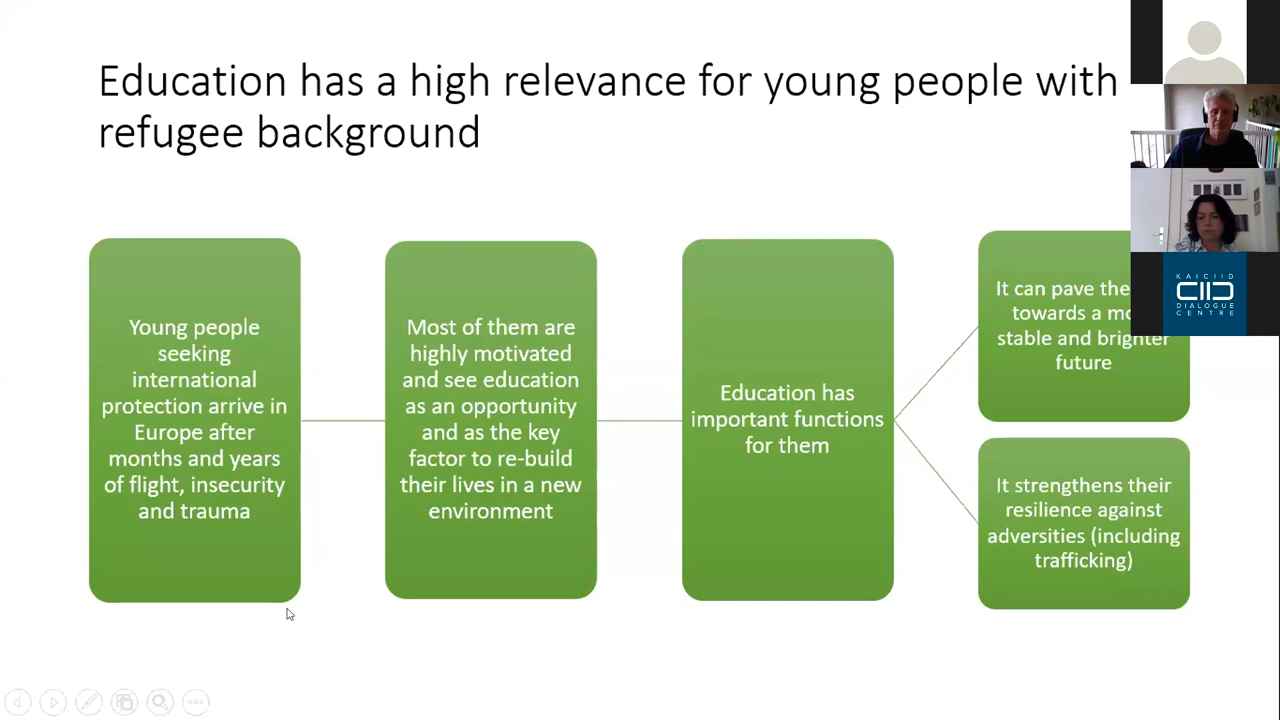 Education has a high relevance for young people with
refugee background
Young people
seeking
international
protection arrive in
Europe after
months and years
of flight, insecurity
and trauma
Most of them are
highly motivated
and see education
as an opportunity
and as the key
factor to re-build
their lives in a new
environment
Education has
important functions
for them
It can pave the
towards a mo
stable and brighter
future
It strengthens their
resilience against
adversities (including
trafficking)
KAICIID
DIALOGUE
CENTRE